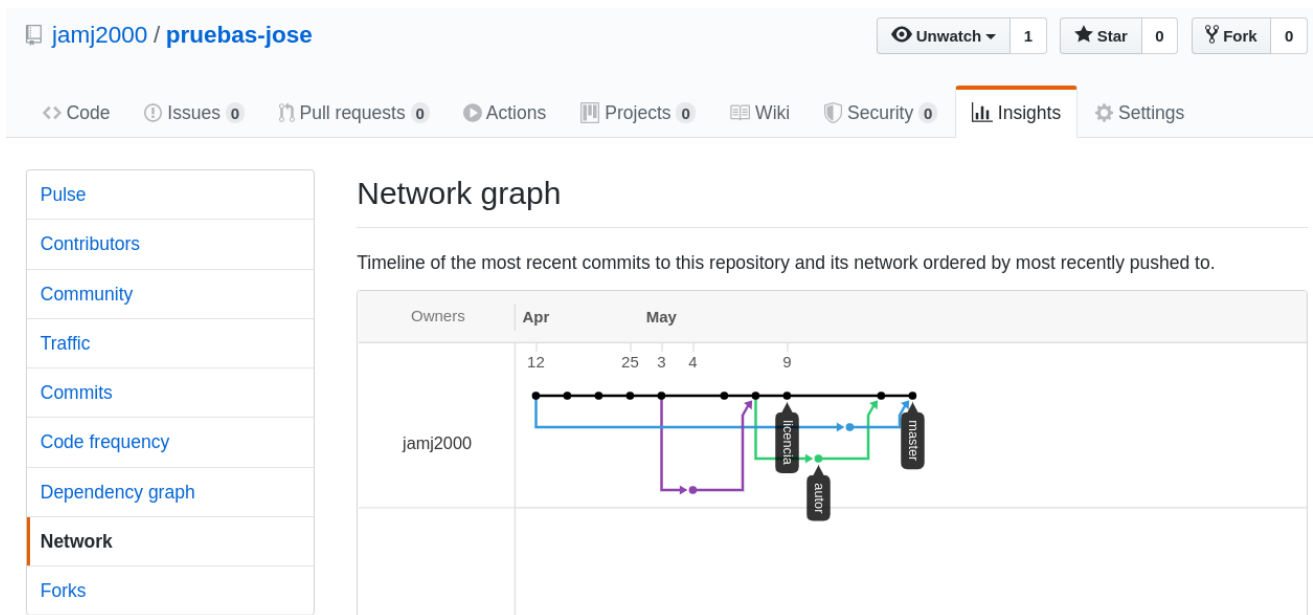 jamj2000 / pruebas-jose
Unwatch 1 Star 0 Fork 0
Code Issues 0 Pull requests 0 Actions Projects 0 Wiki Security 0 Insights Settings
Pulse
Contributors
Community
Traffic
Commits
Code frequency
Dependency graph
Network
Forks
Network graph
Timeline of the most recent commits to this repository and its network ordered by most recently pushed to.
Owners Apr May
12 25 3 4 9
jamj2000
licencia
master
autor